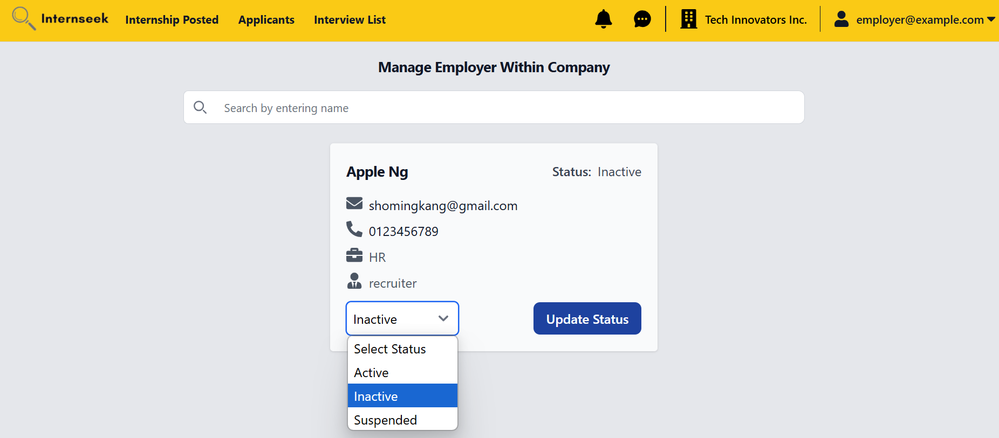 Internseek Internship Posted Applicants Interview List Tech Innovators Inc. employer@example.com
Manage Employer Within Company
Search by entering name
Apple Ng Status: Inactive
shomingkang@gmail.com
0123456789
HR
recruiter
Inactive Update Status
Select Status
Active
Inactive
Suspended